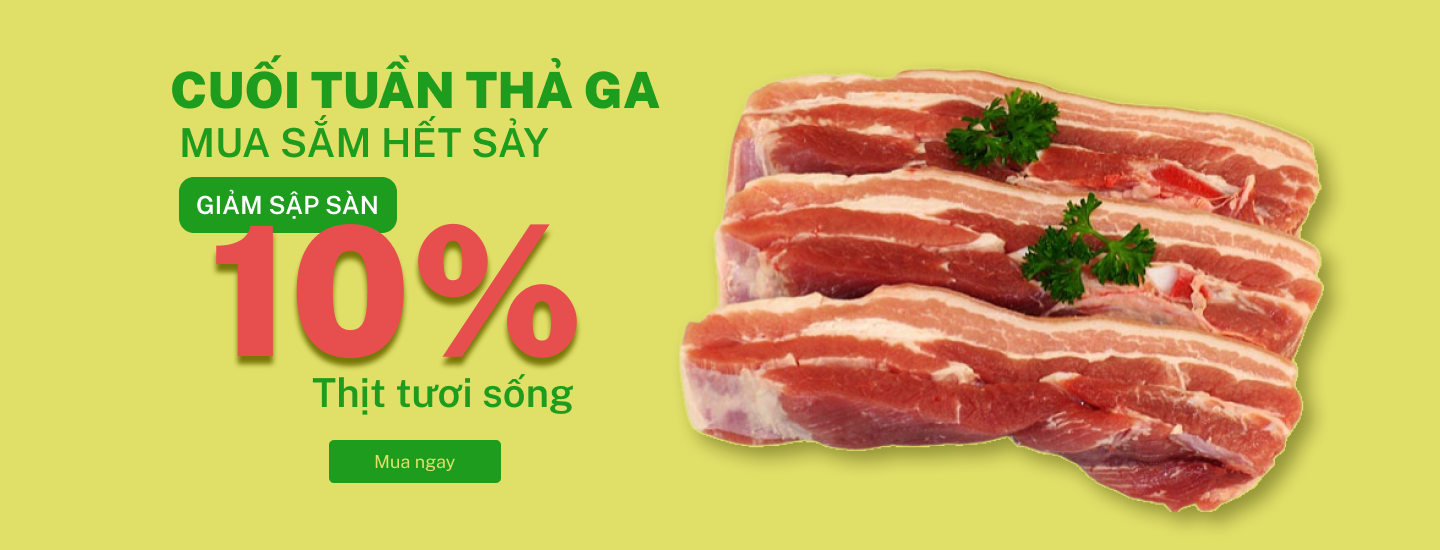 CUỐI TUẦN THẢ GA
MUA SẮM HẾT SẢY
GIẢM SẬP SÀN
10%
Thịt tươi sống
Mua ngay